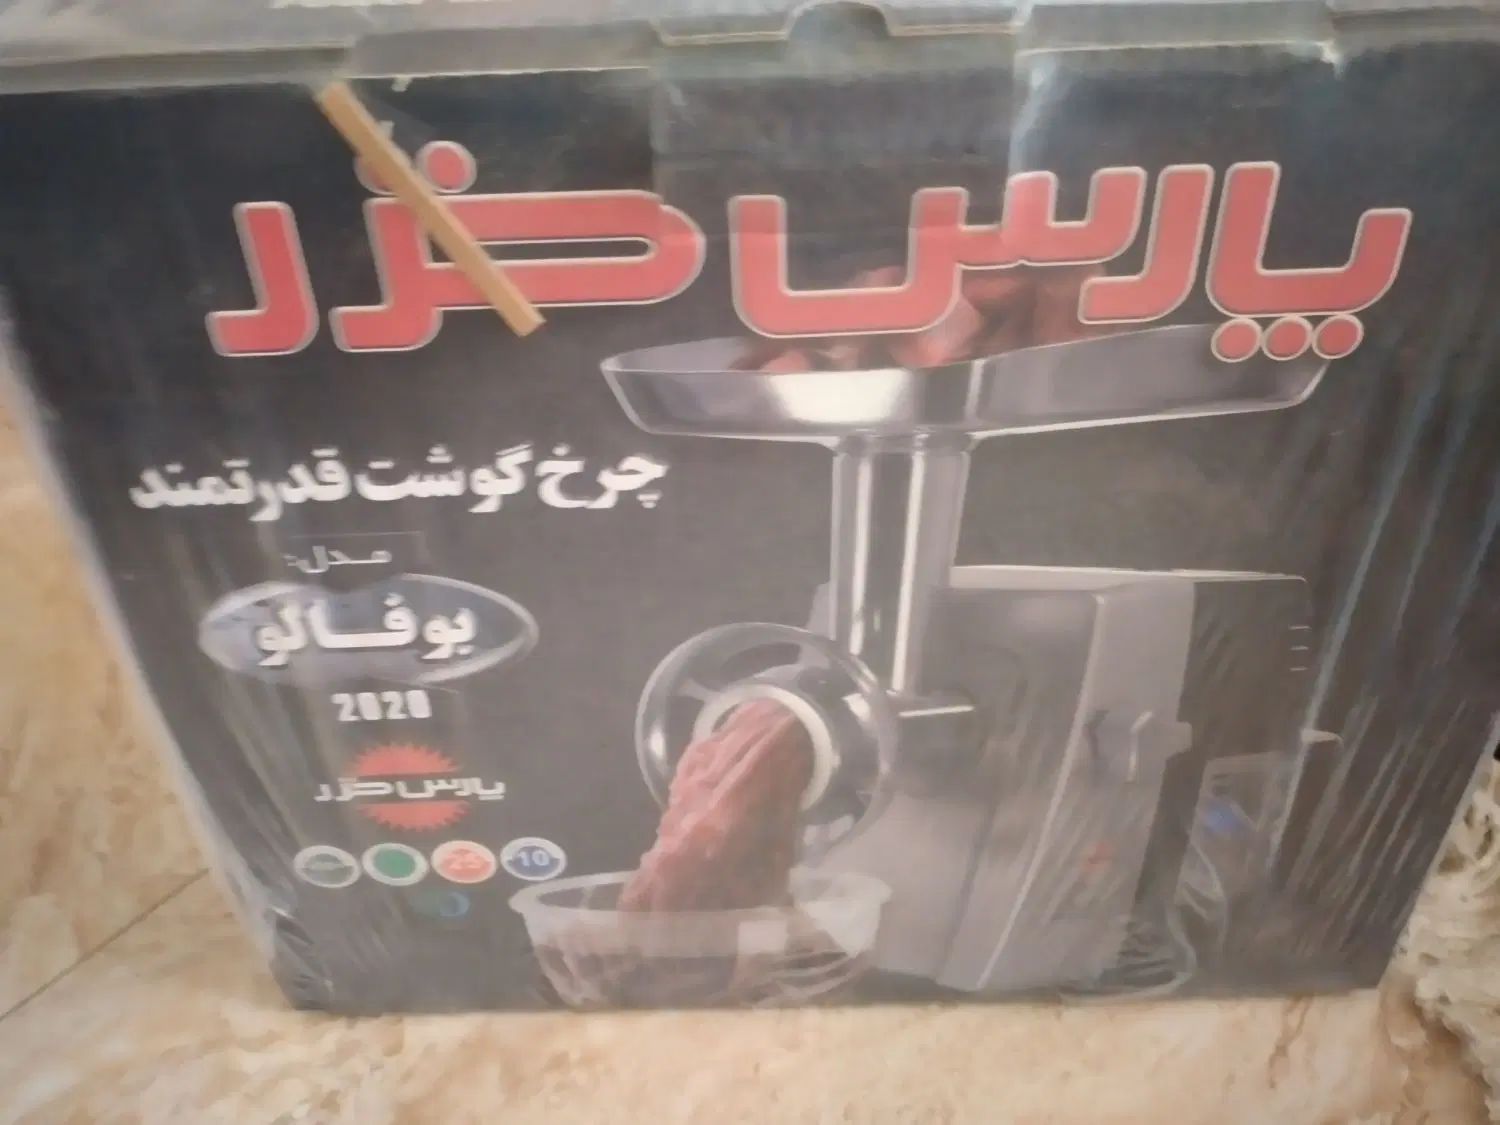 پارس خزر
چرخ گوشت قدرتمند
مدل:
بوفالو
2020
پارس خزر
25 10